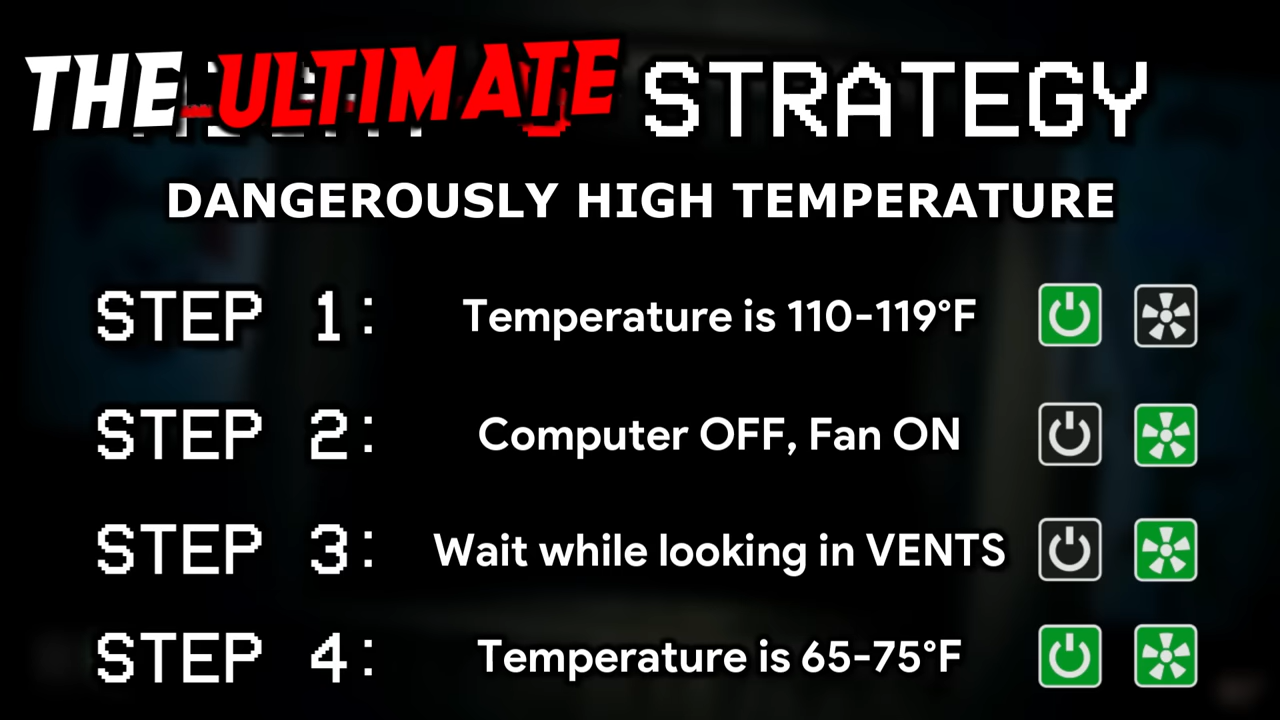 THE ULTIMATE STRATEGY
DANGEROUSLY HIGH TEMPERATURE
STEP 1: Temperature is 110-119°F
STEP 2: Computer OFF, Fan ON
STEP 3: Wait while looking in VENTS
STEP 4: Temperature is 65-75°F